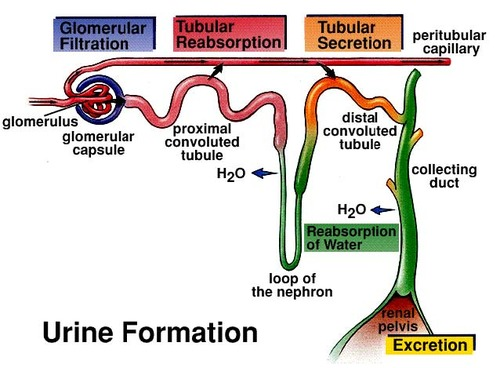 Glomerular
Filtration
Tubular
Reabsorption
Tubular
Secretion
peritubular
capillary
glomerulus
glomerular
capsule
proximal
convoluted
tubule
distal
convoluted
tubule
H₂O
collecting
duct
H₂O
Reabsorption
of Water
loop of
the nephron
renal
pelvis
Urine Formation
Excretion